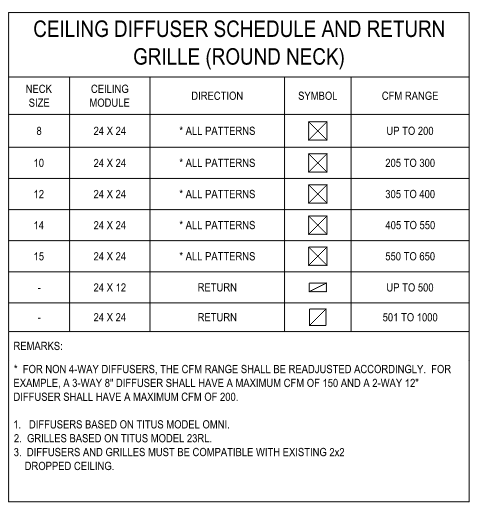 CEILING DIFFUSER SCHEDULE AND RETURN
GRILLE (ROUND NECK)
NECK SIZE CEILING MODULE DIRECTION SYMBOL CFM RANGE
8 24 X 24 * ALL PATTERNS UP TO 200
10 24 X 24 * ALL PATTERNS 205 TO 300
12 24 X 24 * ALL PATTERNS 305 TO 400
14 24 X 24 * ALL PATTERNS 405 TO 550
15 24 X 24 * ALL PATTERNS 550 TO 650
- 24 X 12 RETURN UP TO 500
- 24 X 24 RETURN 501 TO 1000
REMARKS:
* FOR NON 4-WAY DIFFUSERS, THE CFM RANGE SHALL BE READJUSTED ACCORDINGLY. FOR
EXAMPLE, A 3-WAY 8" DIFFUSER SHALL HAVE A MAXIMUM CFM OF 150 AND A 2-WAY 12"
DIFFUSER SHALL HAVE A MAXIMUM CFM OF 200.
1. DIFFUSERS BASED ON TITUS MODEL OMNI.
2. GRILLES BASED ON TITUS MODEL 23RL.
3. DIFFUSERS AND GRILLES MUST BE COMPATIBLE WITH EXISTING 2x2
DROPPED CEILING.